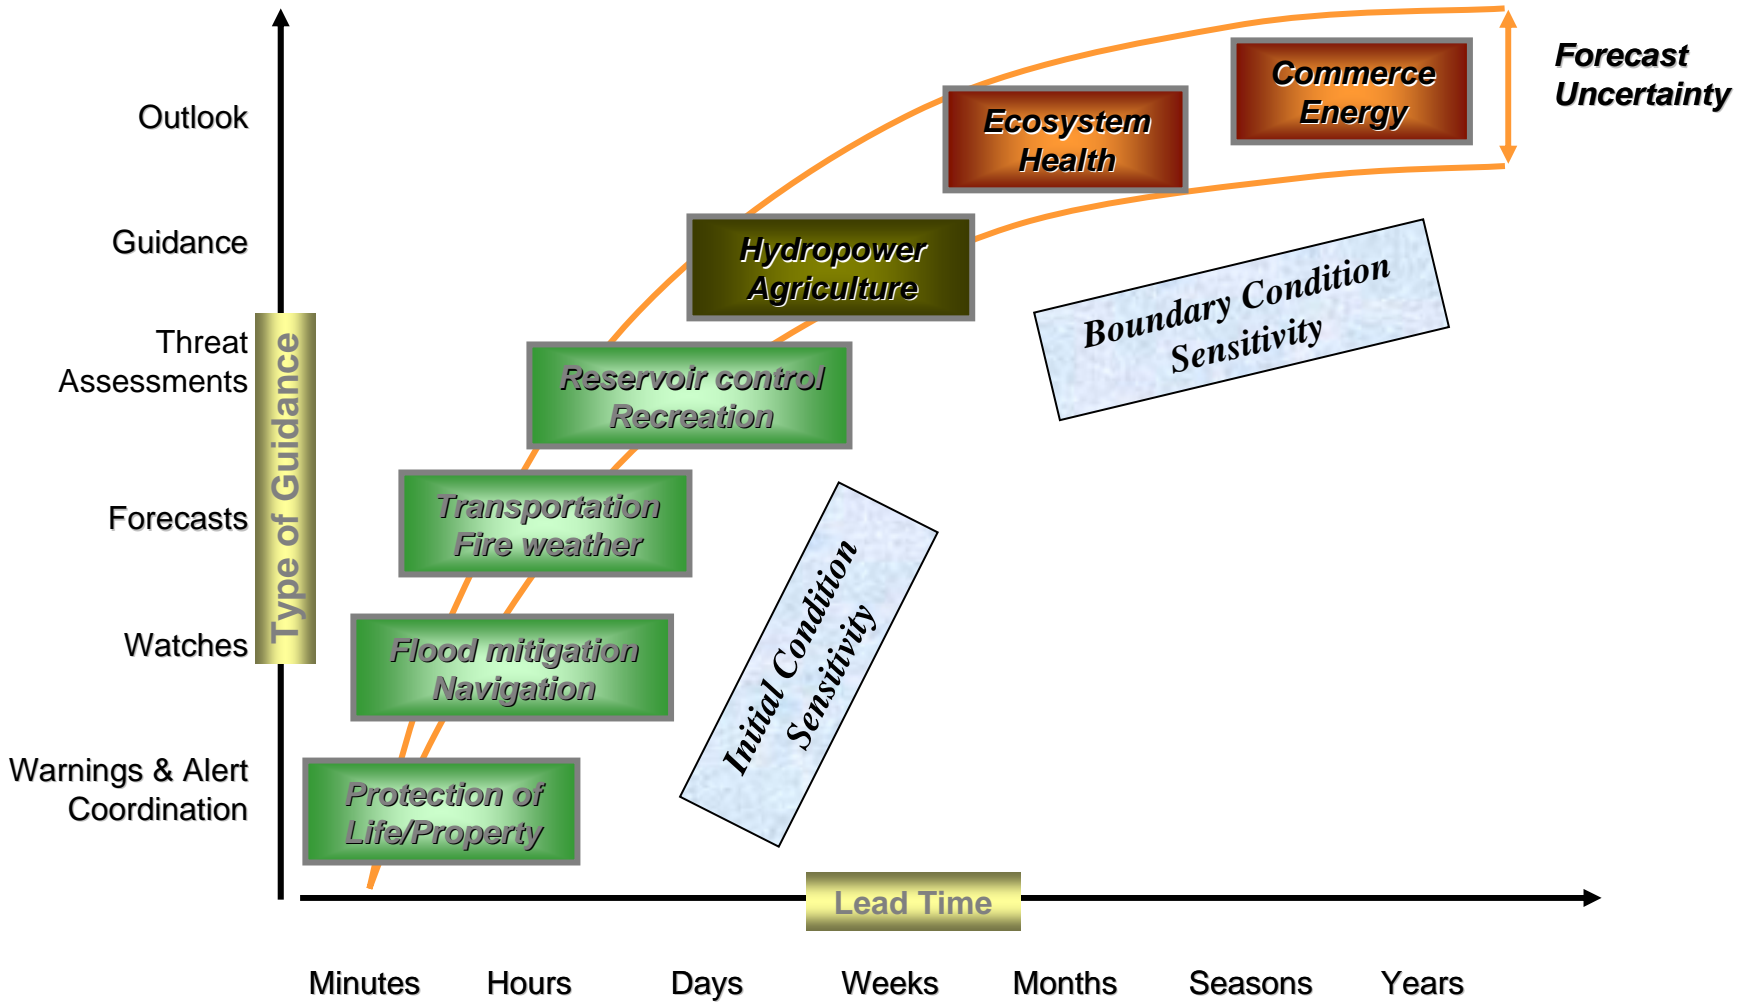 Outlook
Guidance
Threat
Assessments
Forecasts
Watches
Warnings & Alert
Coordination
Type of Guidance
Commerce
Energy
Forecast
Uncertainty
Ecosystem
Health
Hydropower
Agriculture
Boundary Condition
Sensitivity
Reservoir control
Recreation
Transportation
Fire weather
Initial Condition
Sensitivity
Flood mitigation
Navigation
Protection of
Life/Property
Lead Time
Minutes Hours Days Weeks Months Seasons Years